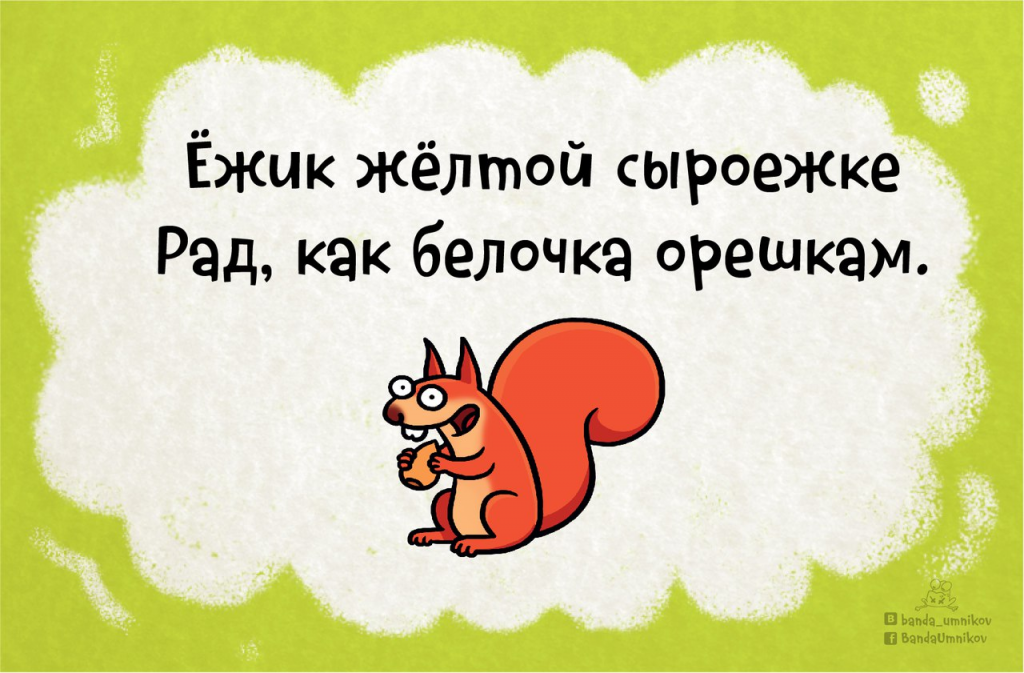 Ёжик жёлтой сыроежке
Рад, как белочка орешкам.
B banda_umnikov
f BandaUmnikov